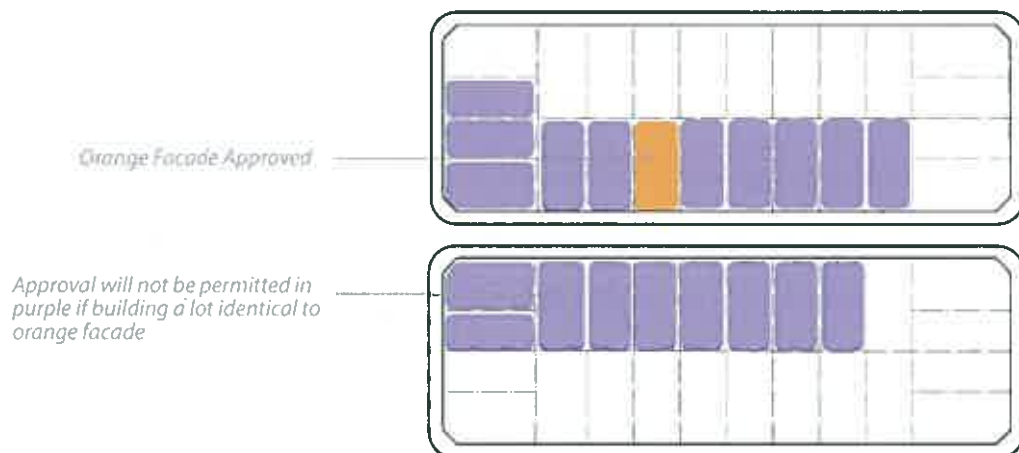 Orange Facade Approved
Approval will not be permitted in
purple if building a lot identical to
orange facade